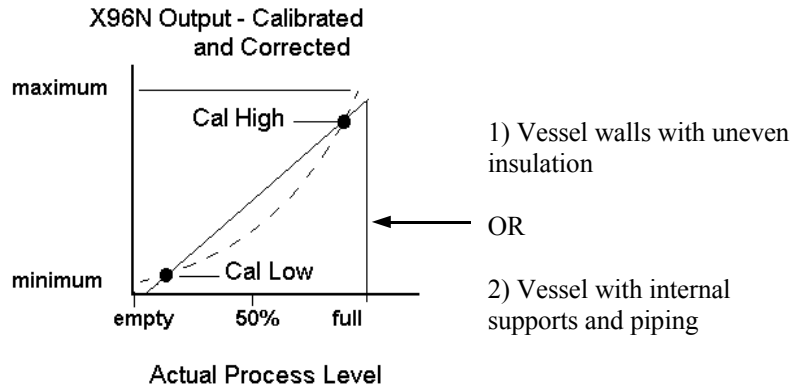 X96N Output - Calibrated
and Corrected
maximum
Cal High
1) Vessel walls with uneven
insulation
OR
Cal Low
minimum
2) Vessel with internal
supports and piping
empty 50% full
Actual Process Level